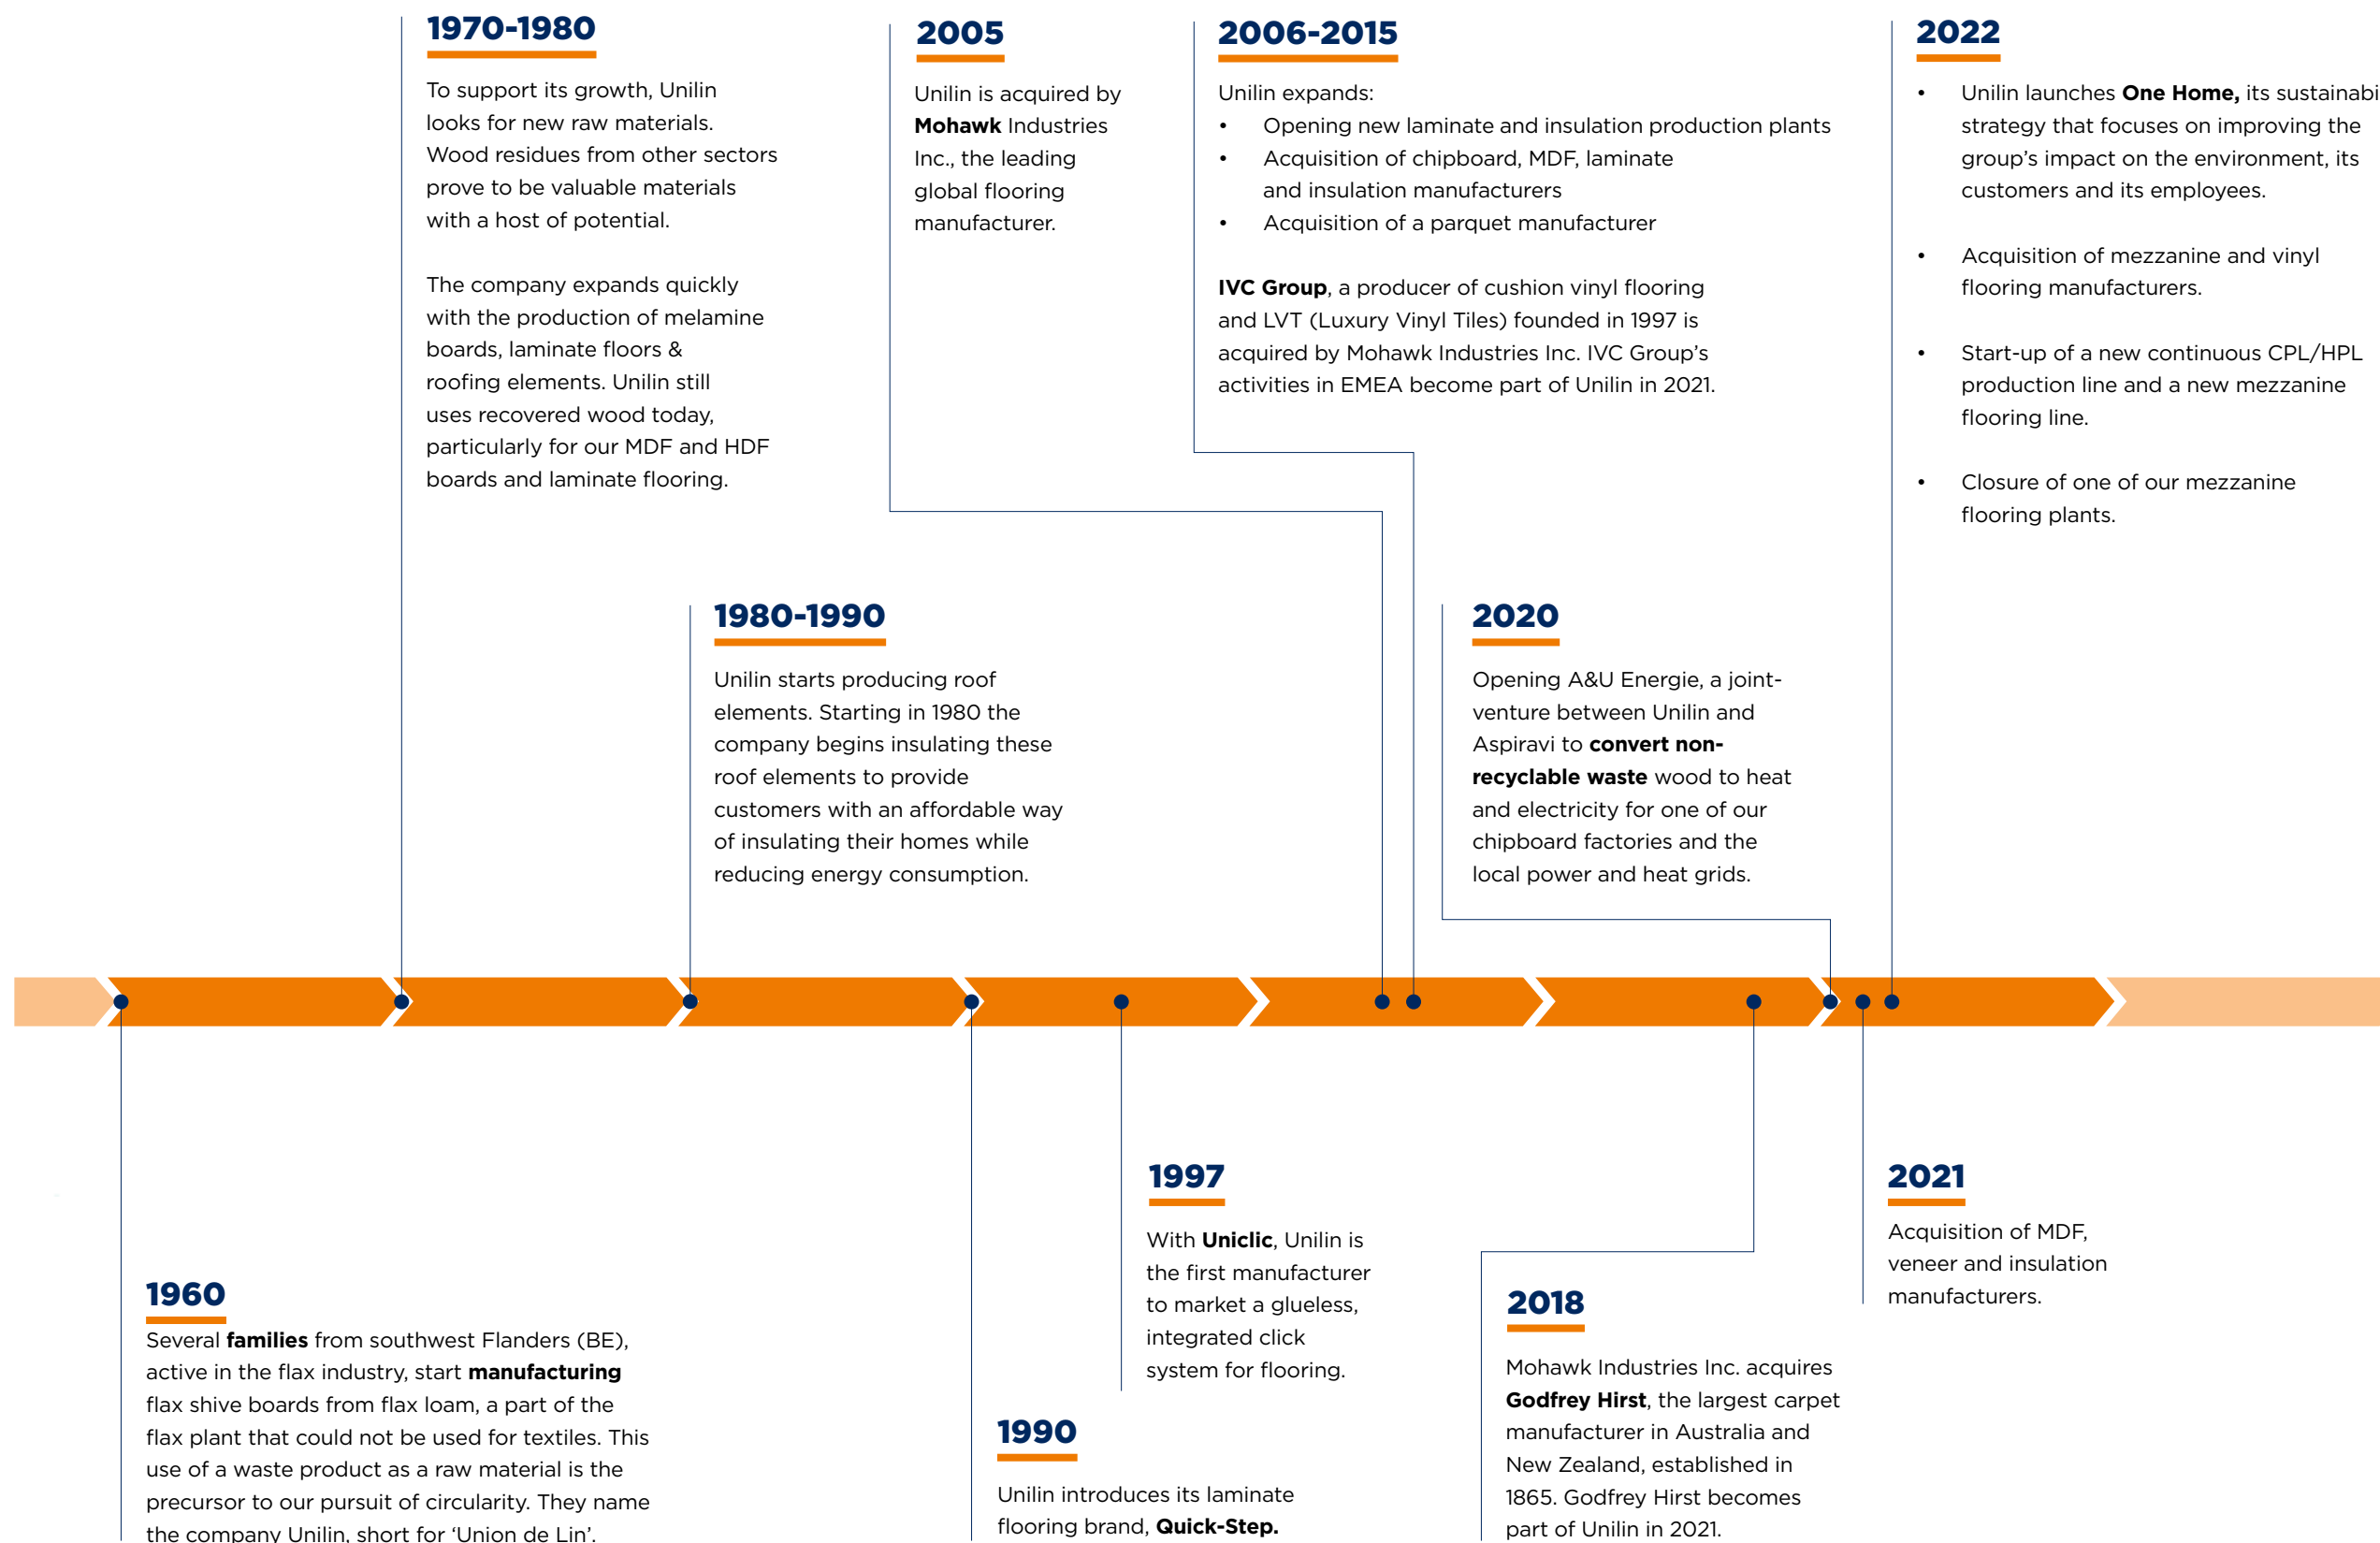 1970-1980
To support its growth, Unilin
looks for new raw materials.
Wood residues from other sectors
prove to be valuable materials
with a host of potential.
The company expands quickly
with the production of melamine
boards, laminate floors &
roofing elements. Unilin still
uses recovered wood today,
particularly for our MDF and HDF
boards and laminate flooring.
2005
Unilin is acquired by
Mohawk Industries
Inc., the leading
global flooring
manufacturer.
2006-2015
Unilin expands:
• Opening new laminate and insulation production plants
• Acquisition of chipboard, MDF, laminate
and insulation manufacturers
• Acquisition of a parquet manufacturer
IVC Group, a producer of cushion vinyl flooring
and LVT (Luxury Vinyl Tiles) founded in 1997 is
acquired by Mohawk Industries Inc. IVC Group's
activities in EMEA become part of Unilin in 2021.
2022
• Unilin launches One Home, its sustainabi
strategy that focuses on improving the
group's impact on the environment, its
customers and its employees.
• Acquisition of mezzanine and vinyl
flooring manufacturers.
• Start-up of a new continuous CPL/HPL
production line and a new mezzanine
flooring line.
• Closure of one of our mezzanine
flooring plants.
1980-1990
Unilin starts producing roof
elements. Starting in 1980 the
company begins insulating these
roof elements to provide
customers with an affordable way
of insulating their homes while
reducing energy consumption.
2020
Opening A&U Energie, a joint-
venture between Unilin and
Aspiravi to convert non-
recyclable waste wood to heat
and electricity for one of our
chipboard factories and the
local power and heat grids.
1960
Several families from southwest Flanders (BE),
active in the flax industry, start manufacturing
flax shive boards from flax loam, a part of the
flax plant that could not be used for textiles. This
use of a waste product as a raw material is the
precursor to our pursuit of circularity. They name
the company Unilin, short for 'Union de Lin'.
1990
Unilin introduces its laminate
flooring brand, Quick-Step.
1997
With Uniclic, Unilin is
the first manufacturer
to market a glueless,
integrated click
system for flooring.
2018
Mohawk Industries Inc. acquires
Godfrey Hirst, the largest carpet
manufacturer in Australia and
New Zealand, established in
1865. Godfrey Hirst becomes
part of Unilin in 2021.
2021
Acquisition of MDF,
veneer and insulation
manufacturers.